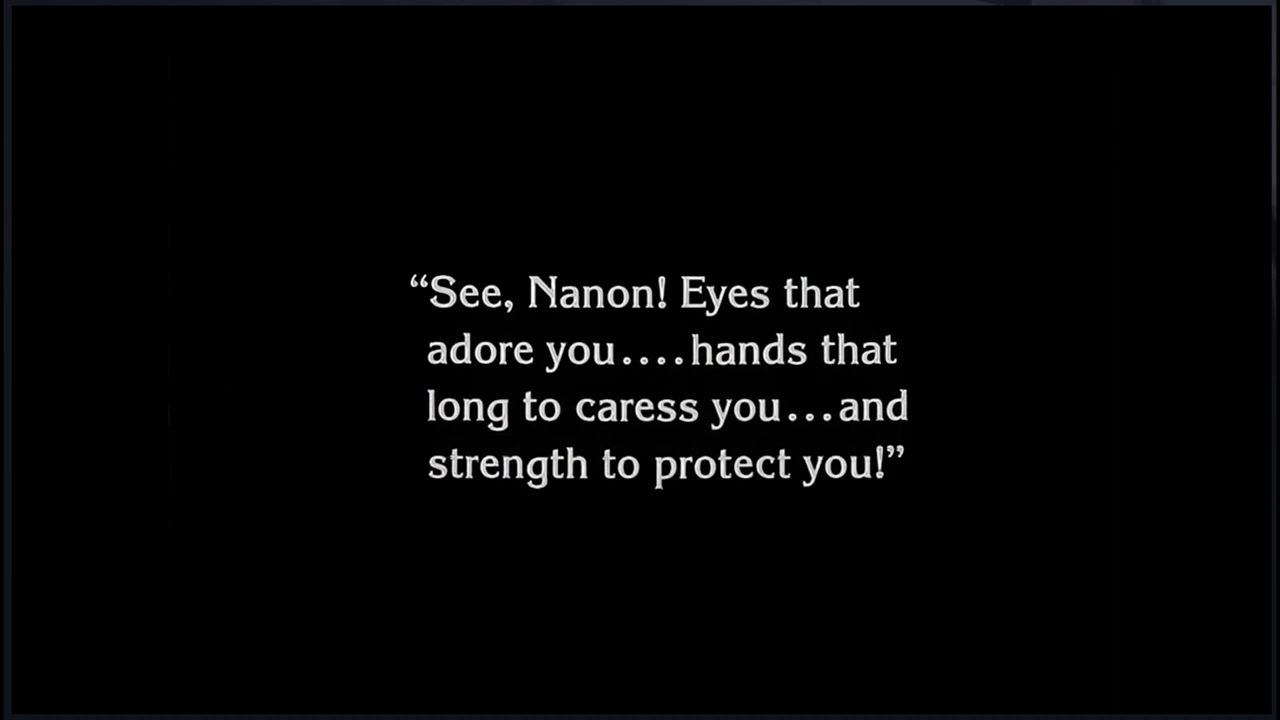 “See, Nanon! Eyes that
adore you....hands that
long to caress you...and
strength to protect you!”